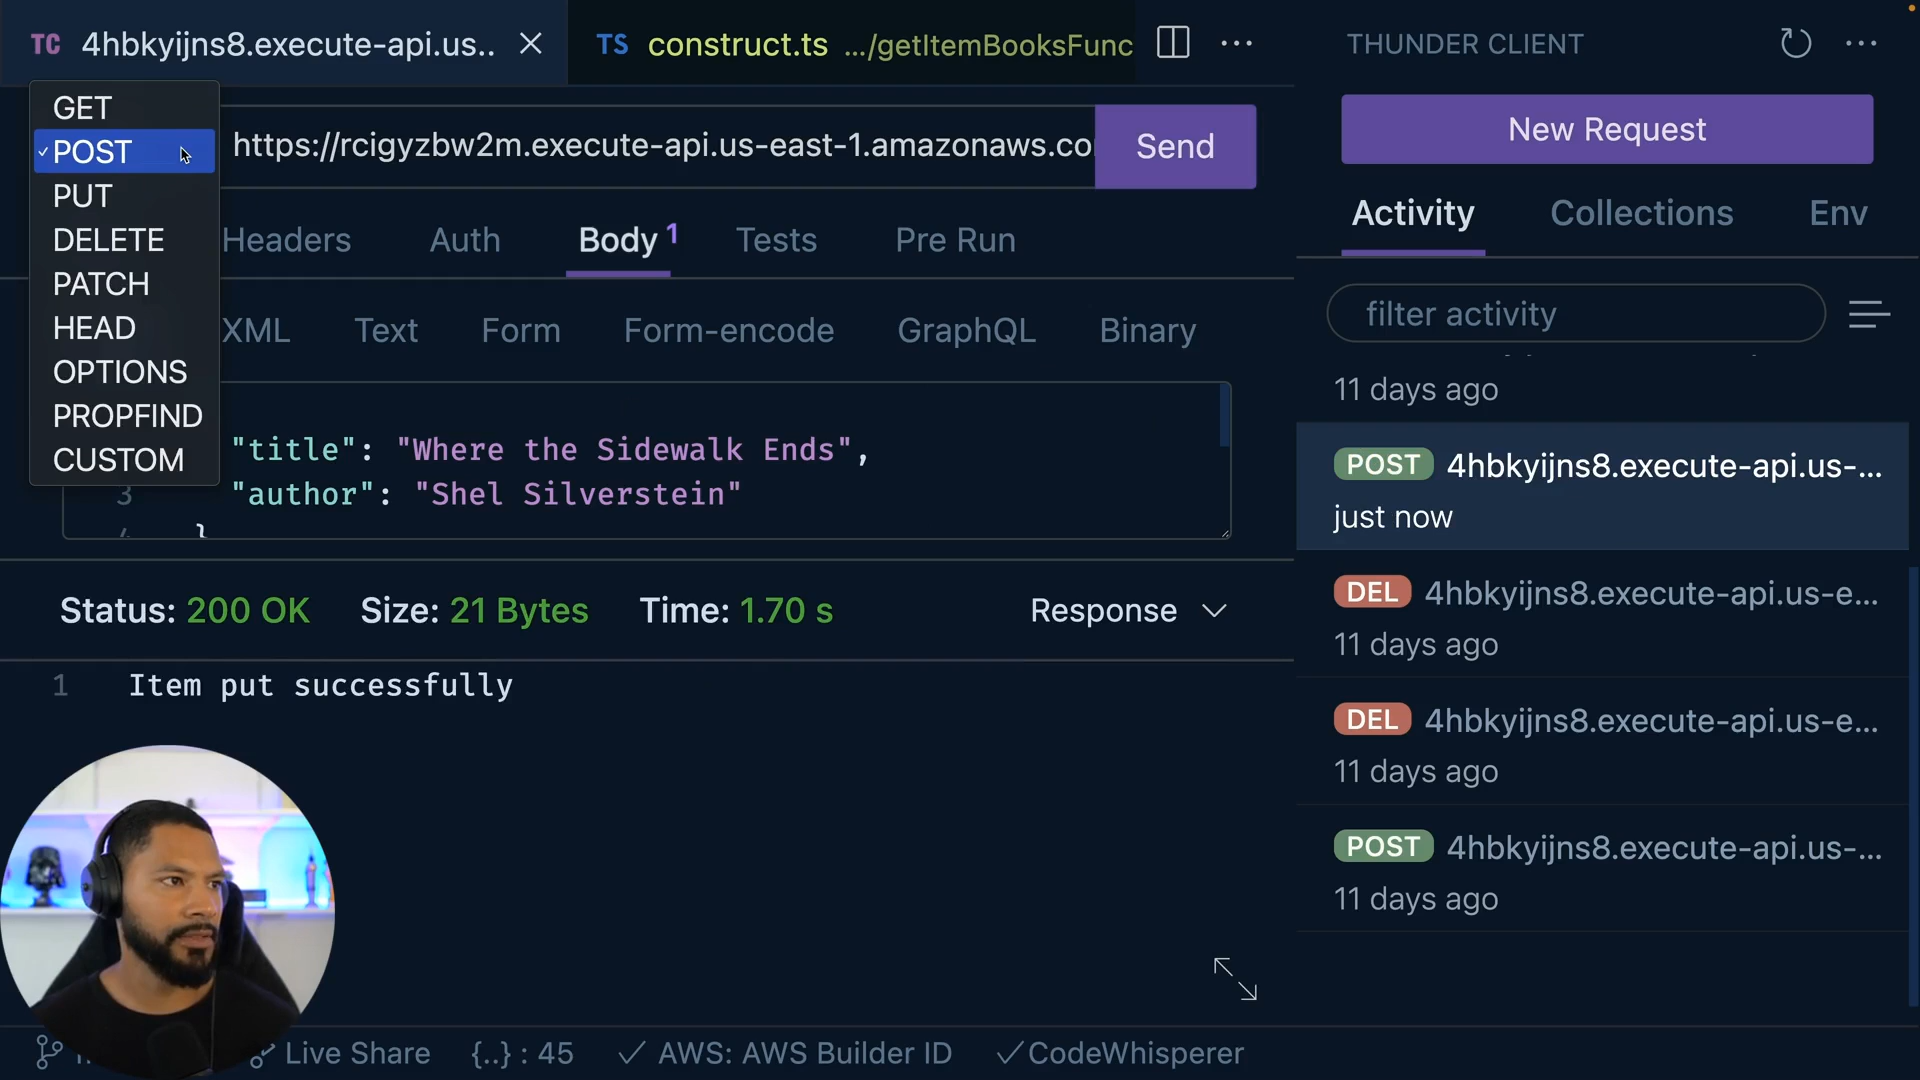 TC 4hbkyijns8.execute-api.us.. TS construct.ts .../getItemBooksFunc
THUNDER CLIENT
GET
POST
PUT
DELETE
PATCH
HEAD
OPTIONS
PROPFIND
CUSTOM
https://rcigyzbw2m.execute-api.us-east-1.amazonaws.co
Send
Headers Auth Body 1 Tests Pre Run
XML Text Form Form-encode GraphQL Binary
"title": "Where the Sidewalk Ends",
3 "author": "Shel Silverstein"
}
Status: 200 OK Size: 21 Bytes Time: 1.70 s Response
1 Item put successfully
New Request
Activity Collections Env
filter activity
11 days ago
POST 4hbkyijns8.execute-api.us-...
just now
DEL 4hbkyijns8.execute-api.us-e...
11 days ago
DEL 4hbkyijns8.execute-api.us-e...
11 days ago
POST 4hbkyijns8.execute-api.us-...
11 days ago
Live Share {..} : 45 AWS: AWS Builder ID CodeWhisperer